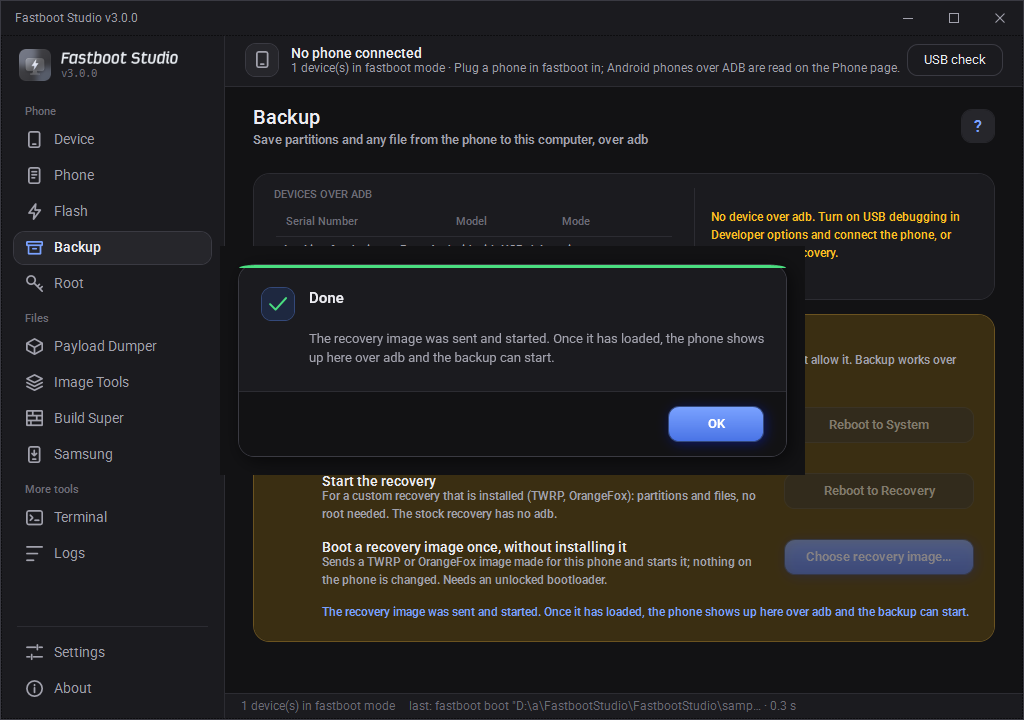 Fastboot Studio v3.0.0
Fastboot Studio
v3.0.0
Phone
Device
Phone
Flash
Backup
Root
Files
Payload Dumper
Image Tools
Build Super
Samsung
More tools
Terminal
Logs
Settings
About
No phone connected
1 device(s) in fastboot mode · Plug a phone in fastboot in; Android phones over ADB are read on the Phone page.
USB check
Backup
Save partitions and any file from the phone to this computer, over adb
?
DEVICES OVER ADB
Serial Number Model Mode
No device over adb. Turn on USB debugging in
Developer options and connect the phone, or
covery.
Done
The recovery image was sent and started. Once it has loaded, the phone shows
up here over adb and the backup can start.
OK
t allow it. Backup works over
Reboot to System
Start the recovery
For a custom recovery that is installed (TWRP, OrangeFox): partitions and files, no
root needed. The stock recovery has no adb.
Reboot to Recovery
Boot a recovery image once, without installing it
Sends a TWRP or OrangeFox image made for this phone and starts it; nothing on
the phone is changed. Needs an unlocked bootloader.
Choose recovery image...
The recovery image was sent and started. Once it has loaded, the phone shows up here over adb and the backup can start.
1 device(s) in fastboot mode last: fastboot boot "D:\a\FastbootStudio\FastbootStudio\samp... · 0.3 s